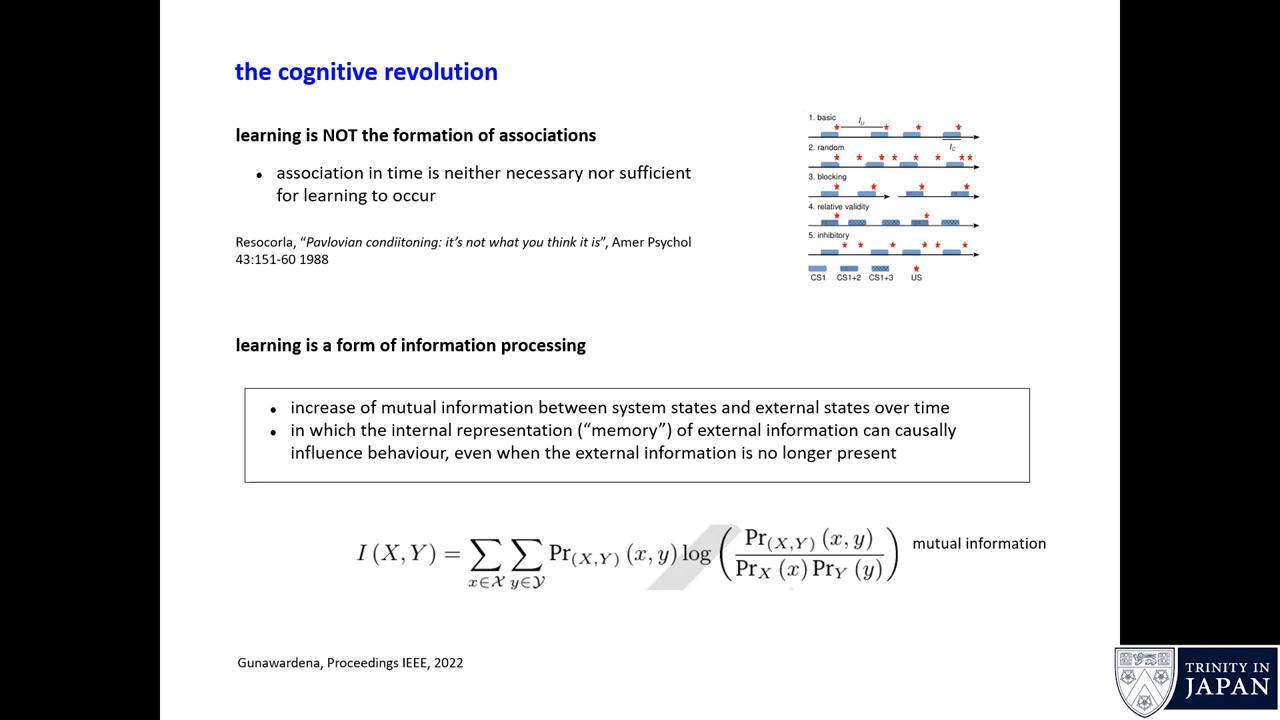 the cognitive revolution
learning is NOT the formation of associations
• association in time is neither necessary nor sufficient
for learning to occur
Resocorla, “Pavlovian condiitoning: it’s not what you think it is”, Amer Psychol
43:151-60 1988
1. basic
I_U
I_C
2. random
3. blocking
4. relative validity
5. inhibitory
CS1 CS1+2 CS1+3 US
learning is a form of information processing
• increase of mutual information between system states and external states over time
• in which the internal representation (“memory”) of external information can causally
influence behaviour, even when the external information is no longer present
I (X, Y) = ∑_{x∈𝒳} ∑_{y∈𝒴} Pr_(X,Y) (x, y) log ( Pr_(X,Y) (x, y) / Pr_X (x) Pr_Y (y) ) mutual information
Gunawardena, Proceedings IEEE, 2022
TRINITY IN
JAPAN